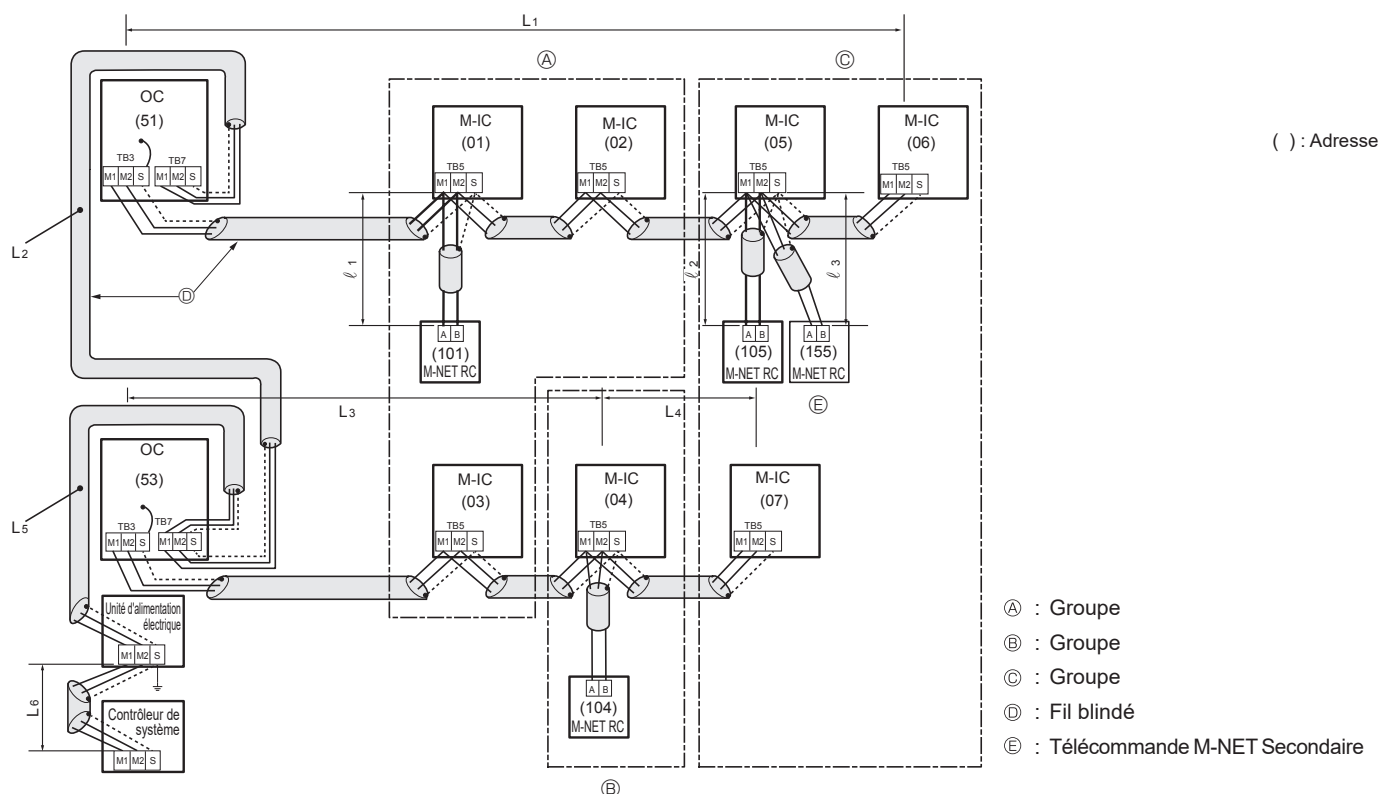 L1
Ⓐ
Ⓒ
OC
(51)
TB3
TB7
M1 M2 S
M1 M2 S
M-IC
(01)
TB5
M1 M2 S
M-IC
(02)
TB5
M1 M2 S
M-IC
(05)
TB5
M1 M2 S
M-IC
(06)
TB5
M1 M2 S
( ) : Adresse
L2
Ⓓ
ℓ1
ℓ2
ℓ3
A B
(101)
M-NET RC
A B
(105)
M-NET RC
A B
(155)
M-NET RC
Ⓔ
L3
L4
OC
(53)
TB3
TB7
M1 M2 S
M1 M2 S
M-IC
(03)
TB5
M1 M2 S
M-IC
(04)
TB5
M1 M2 S
M-IC
(07)
TB5
M1 M2 S
L5
Unité d'alimentation
électrique
M1 M2 S
L6
Contrôleur de
système
M1 M2 S
A B
(104)
M-NET RC
Ⓑ
Ⓐ : Groupe
Ⓑ : Groupe
Ⓒ : Groupe
Ⓓ : Fil blindé
Ⓔ : Télécommande M-NET Secondaire